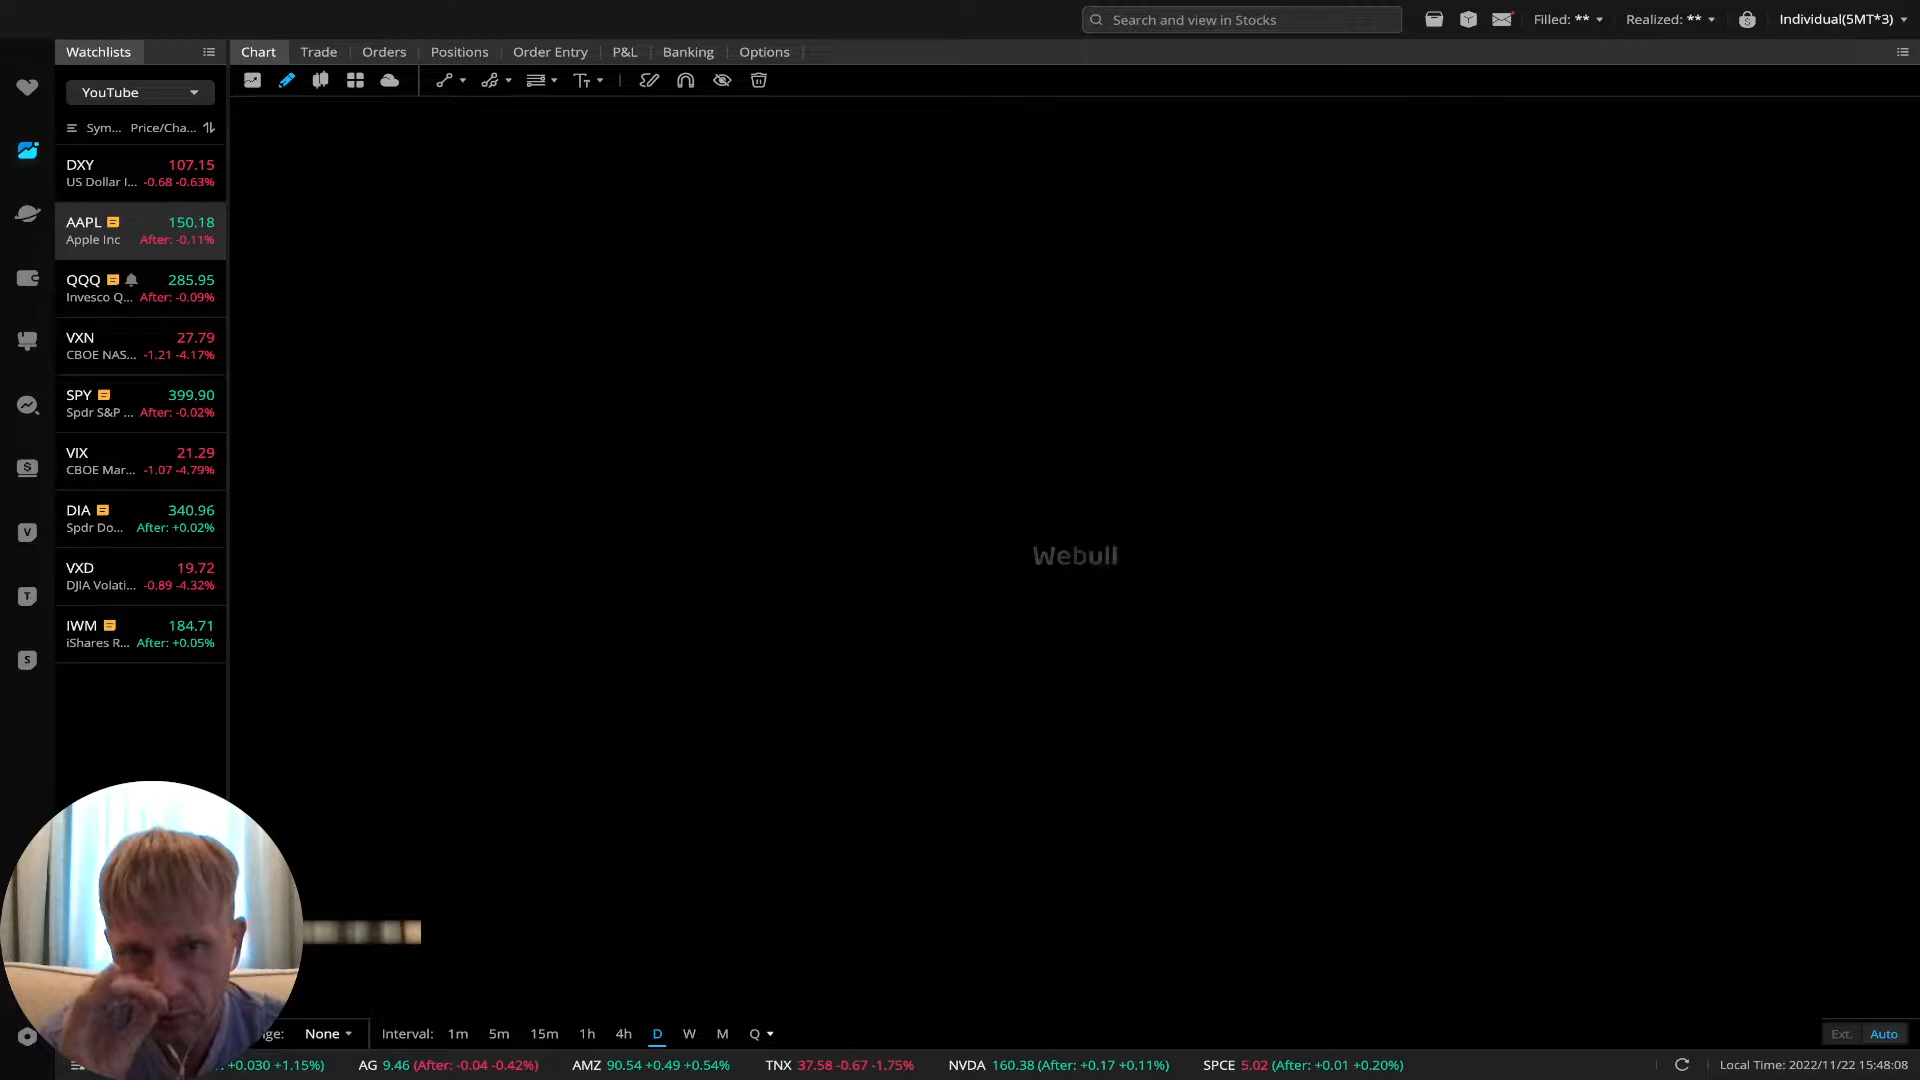 Search and view in Stocks
Filled: **
Realized: **
Individual(5MT*3)
Watchlists
Chart Trade Orders Positions Order Entry P&L Banking Options
YouTube
Sym... Price/Cha...
DXY 107.15
US Dollar I... -0.68 -0.63%
AAPL 150.18
Apple Inc After: -0.11%
QQQ 285.95
Invesco Q... After: -0.09%
VXN 27.79
CBOE NAS... -1.21 -4.17%
SPY 399.90
Spdr S&P ... After: -0.02%
VIX 21.29
CBOE Mar... -1.07 -4.79%
DIA 340.96
Spdr Do... After: +0.02%
VXD 19.72
DJIA Volati... -0.89 -4.32%
IWM 184.71
iShares R... After: +0.05%
Webull
None Interval: 1m 5m 15m 1h 4h D W M Q
Ext. Auto
+0.030 +1.15%) AG 9.46 (After: -0.04 -0.42%) AMZ 90.54 +0.49 +0.54% TNX 37.58 -0.67 -1.75% NVDA 160.38 (After: +0.17 +0.11%) SPCE 5.02 (After: +0.01 +0.20%) Local Time: 2022/11/22 15:48:08